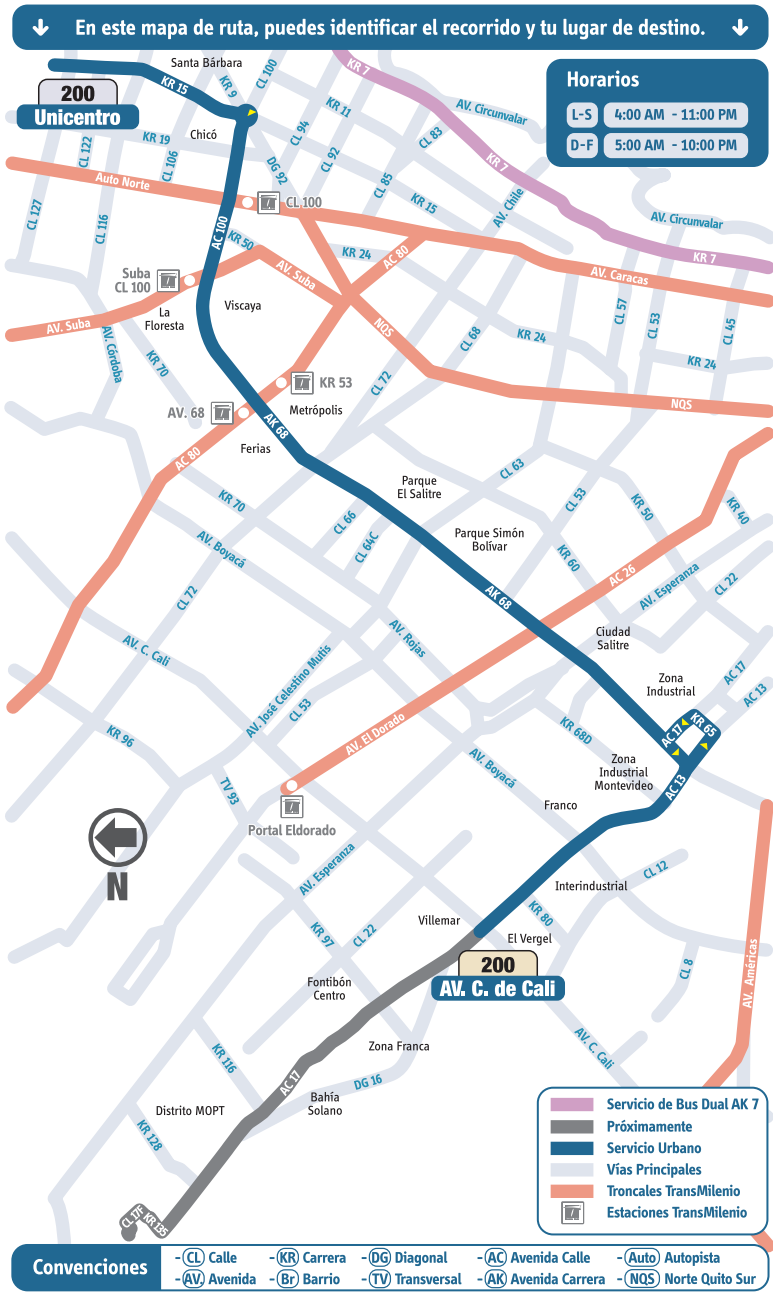 En este mapa de ruta, puedes identificar el recorrido y tu lugar de destino.
Horarios
L-S 4:00 AM - 11:00 PM
D-F 5:00 AM - 10:00 PM
200
Unicentro
Santa Bárbara
KR 15
KR 9
CL 100
KR 7
KR 11
AV. Circunvalar
CL 94
CL 83
CL 122
KR 19
Chicó
CL 106
CL 92
DG 92
CL 85
KR 7
Auto Norte
CL 100
KR 15
AV. Chile
AV. Circunvalar
CL 127
CL 116
AC 100
KR 50
KR 24
AC 80
KR 7
Suba
CL 100
AV. Suba
AV. Caracas
La
Floresta
Viscaya
AV. Suba
NQS
CL 57
CL 53
CL 45
CL 68
KR 24
AV. Córdoba
KR 70
KR 24
KR 53
CL 72
AV. 68
Metrópolis
NQS
AK 68
Ferias
AC 80
CL 63
Parque
El Salitre
KR 70
CL 53
KR 50
KR 40
CL 66
CL 64C
Parque Simón
Bolívar
AV. Boyacá
KR 60
AC 26
AV. Esperanza
CL 22
CL 72
AK 68
AV. Rojas
Ciudad
Salitre
AV. C. Cali
AV. José Celestino Mutis
Zona
Industrial
AC 17
AC 13
CL 53
KR 96
AV. El Dorado
KR 68D
AC 17
KR 65
AV. Boyacá
Zona
Industrial
Montevideo
AC 13
TV 93
Portal Eldorado
Franco
N
AV. Esperanza
CL 12
Interindustrial
KR 97
CL 22
Villemar
KR 80
El Vergel
200
AV. C. de Cali
CL 8
AV. Américas
Fontibón
Centro
Zona Franca
AV. C. Cali
KR 116
AC 17
DG 16
Bahía
Solano
Distrito MOPT
KR 128
CL 17F
KR 135
Servicio de Bus Dual AK 7
Próximamente
Servicio Urbano
Vías Principales
Troncales TransMilenio
Estaciones TransMilenio
Convenciones
- CL Calle - KR Carrera - DG Diagonal - AC Avenida Calle - Auto Autopista
- AV. Avenida - Br Barrio - TV Transversal - AK Avenida Carrera - NQS Norte Quito Sur